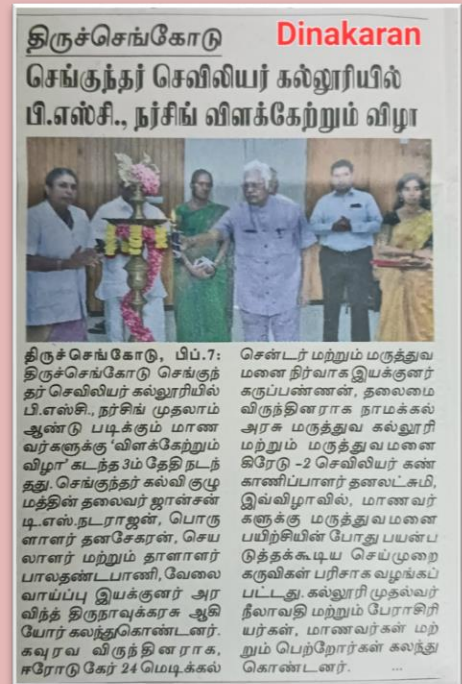 திருச்செங்கோடு
Dinakaran
செங்குந்தர் செவிலியர் கல்லூரியில்
பி.எஸ்சி., நர்சிங் விளக்கேற்றும் விழா
திருச்செங்கோடு, பிப்.7:
திருச்செங்கோடு செங்குந்
தர் செவிலியர் கல்லூரியில்
பி.எஸ்சி., நர்சிங் முதலாம்
ஆண்டு படிக்கும் மாண
வர்களுக்கு 'விளக்கேற்றும்
விழா' கடந்த 3ம் தேதி நடந்
தது. செங்குந்தர் கல்வி குழு
மத்தின் தலைவர் ஜான்சன்
டி.எஸ்.நடராஜன், பொரு
ளாளர் தனசேகரன், செய
லாளர் மற்றும் தாளாளர்
பாலதண்டபாணி, வேலை
வாய்ப்பு இயக்குனர் அர
விந்த் திருநாவுக்கரசு ஆகி
யோர் கலந்துகொண்டனர்.
கவுரவ விருந்தினராக,
ஈரோடு கேர் 24 மெடிக்கல்
சென்டர் மற்றும் மருத்துவ
மனை நிர்வாக இயக்குனர்
கருப்பண்ணன், தலைமை
விருந்தினராக நாமக்கல்
அரசு மருத்துவ கல்லூரி
மற்றும் மருத்துவமனை
கிரேடு -2 செவிலியர் கண்
காணிப்பாளர் தனலட்சுமி,
இவ்விழாவில், மாணவர்
களுக்கு மருத்துவமனை
பயிற்சியின் போது பயன்ப
டுத்தக்கூடிய செய்முறை
கருவிகள் பரிசாக வழங்கப்
பட்டது. கல்லூரி முதல்வர்
நீலாவதி மற்றும் பேராசிரி
யர்கள், மாணவர்கள் மற்
றும் பெற்றோர்கள் கலந்து
கொண்டனர். ...